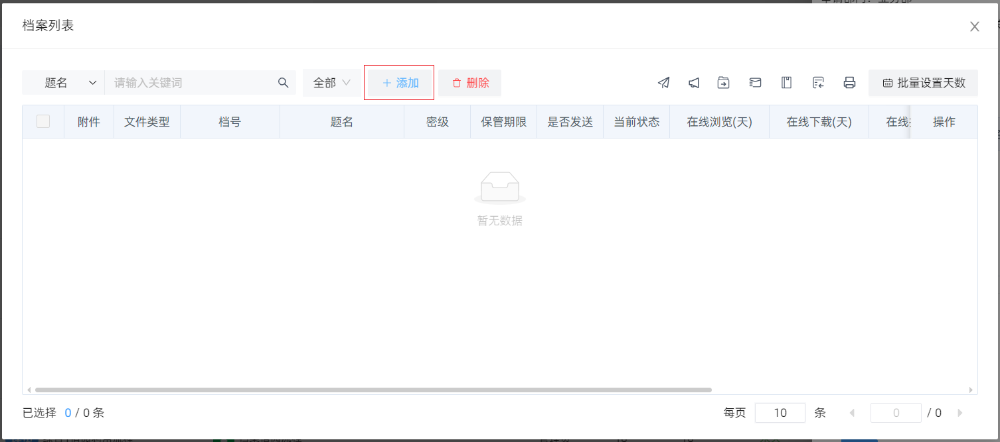 档案列表
题名 请输入关键词 全部 添加 删除 批量设置天数
附件 文件类型 档号 题名 密级 保管期限 是否发送 当前状态 在线浏览(天) 在线下载(天) 在线 操作
暂无数据
已选择 0 / 0 条 每页 10 条 0 / 0